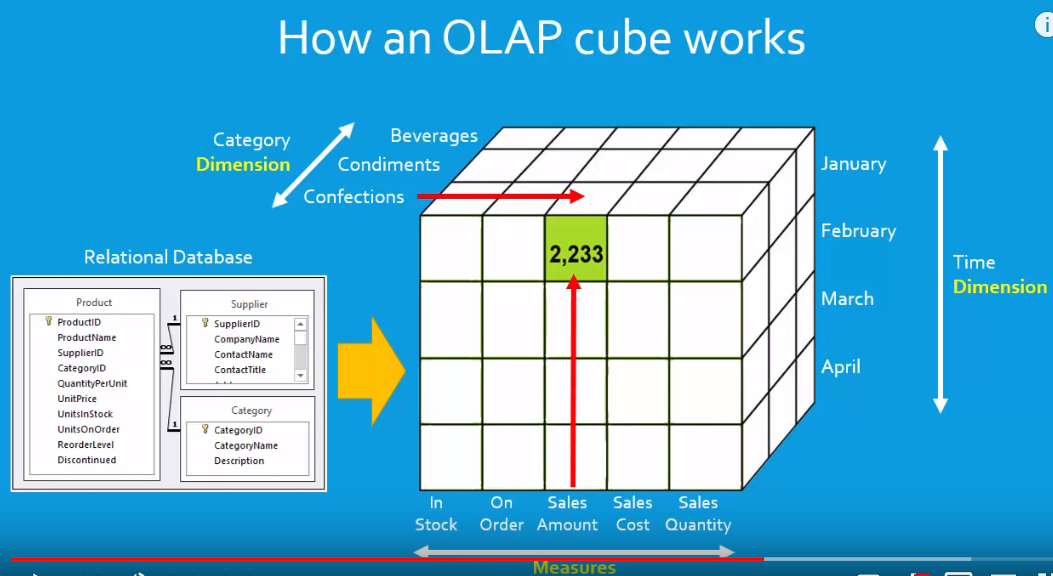 How an OLAP cube works
i
Category
Dimension
Beverages
Condiments
Confections
January
February
March
April
Time
Dimension
2,233
Relational Database
Product
ProductID
ProductName
SupplierID
CategoryID
QuantityPerUnit
UnitPrice
UnitsInStock
UnitsOnOrder
ReorderLevel
Discontinued
1
∞
∞
1
Supplier
SupplierID
CompanyName
ContactName
ContactTitle
Category
CategoryID
CategoryName
Description
In Stock
On Order
Sales Amount
Sales Cost
Sales Quantity
Measures